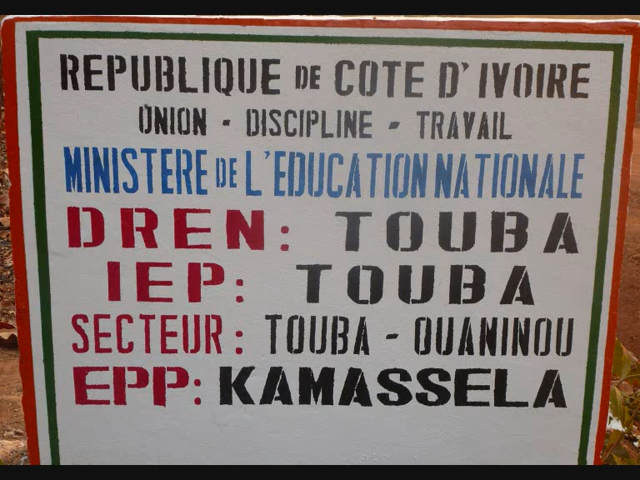 REPUBLIQUE DE COTE D'IVOIRE
UNION - DISCIPLINE - TRAVAIL
MINISTERE DE L'EDUCATION NATIONALE
DREN: TOUBA
IEP: TOUBA
SECTEUR: TOUBA - OUANINOU
EPP: KAMASSELA